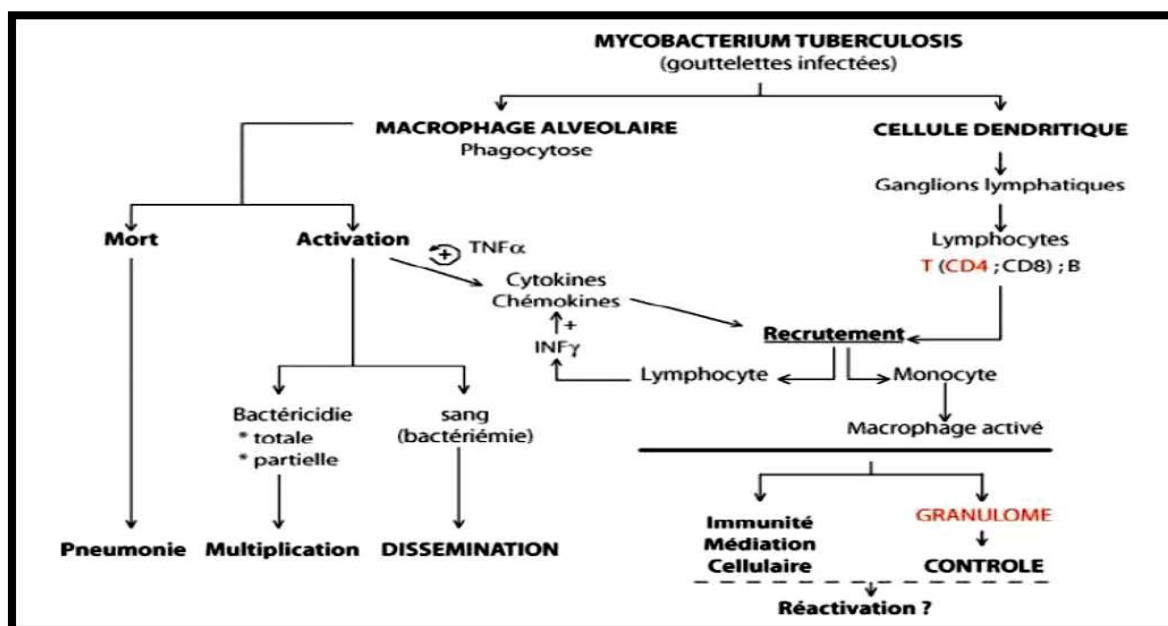 MYCOBACTERIUM TUBERCULOSIS
(gouttelettes infectées)
MACROPHAGE ALVEOLAIRE
Phagocytose
CELLULE DENDRITIQUE
Ganglions lymphatiques
Lymphocytes
T (CD4 ; CD8) ; B
Mort
Activation
+
TNFα
Cytokines
Chémokines
+
INFγ
Recrutement
Lymphocyte
Monocyte
Macrophage activé
Bactéricidie
* totale
* partielle
sang
(bactériémie)
Pneumonie
Multiplication
DISSEMINATION
Immunité
Médiation
Cellulaire
GRANULOME
CONTROLE
Réactivation ?